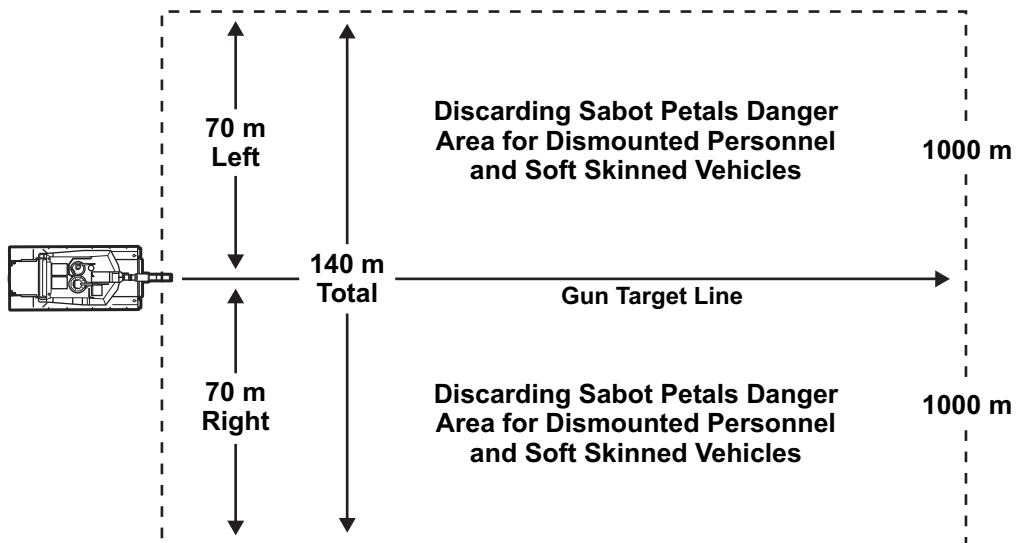 70 m
Left
Discarding Sabot Petals Danger
Area for Dismounted Personnel
and Soft Skinned Vehicles
1000 m
140 m
Total
Gun Target Line
70 m
Right
Discarding Sabot Petals Danger
Area for Dismounted Personnel
and Soft Skinned Vehicles
1000 m